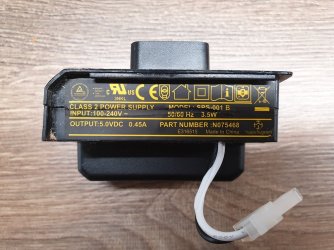 CLASS 2 POWER SUPPLY MODEL: SPS-001 B
INPUT:100-240V ~ 50/60 Hz 3.5W
OUTPUT:5.0VDC 0.45A PART NUMBER :N075468
E316515 Made in China